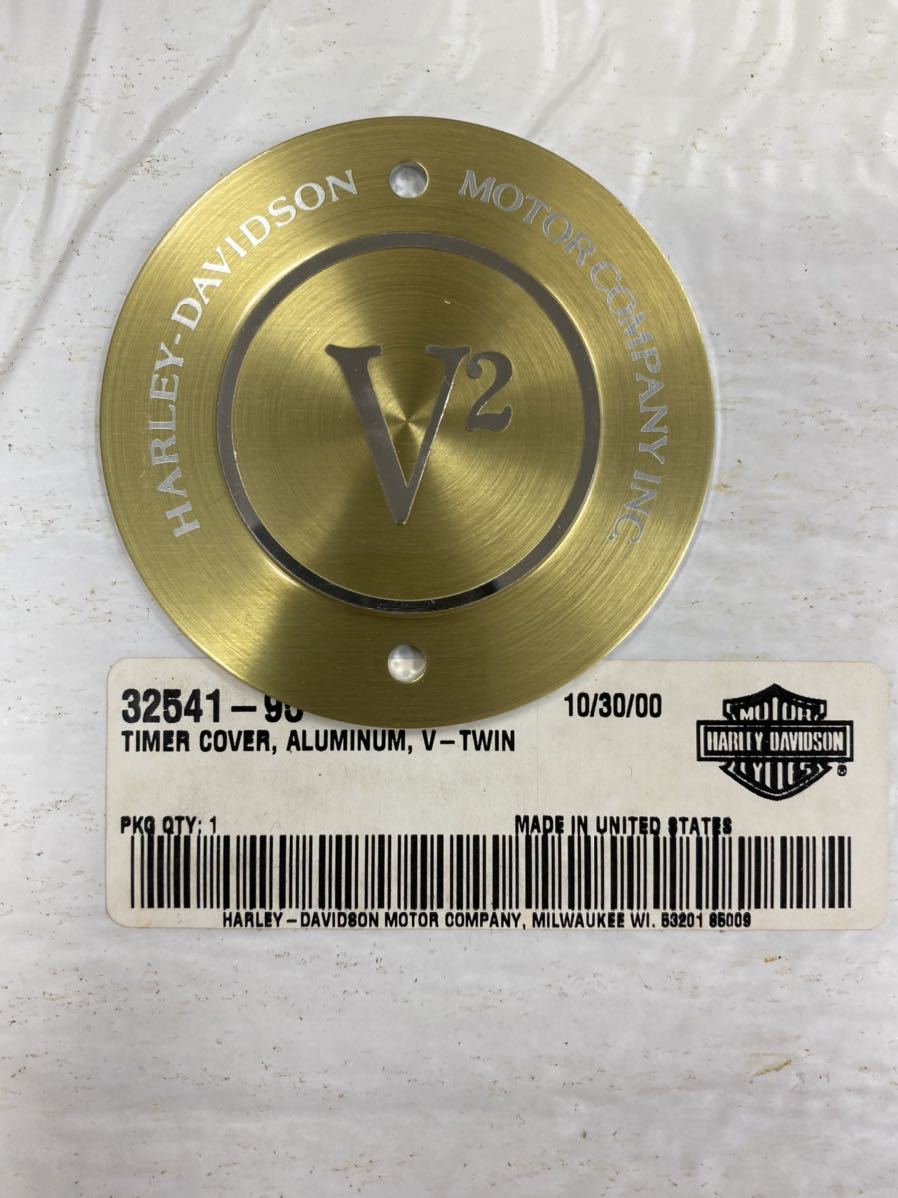 HARLEY-DAVIDSON MOTOR COMPANY INC.
V²
32541-9
10/30/00
TIMER COVER, ALUMINUM, V-TWIN
MOTOR
HARLEY-DAVIDSON
CYCLES
®
PKG QTY: 1
MADE IN UNITED STATES
HARLEY-DAVIDSON MOTOR COMPANY, MILWAUKEE WI. 53201